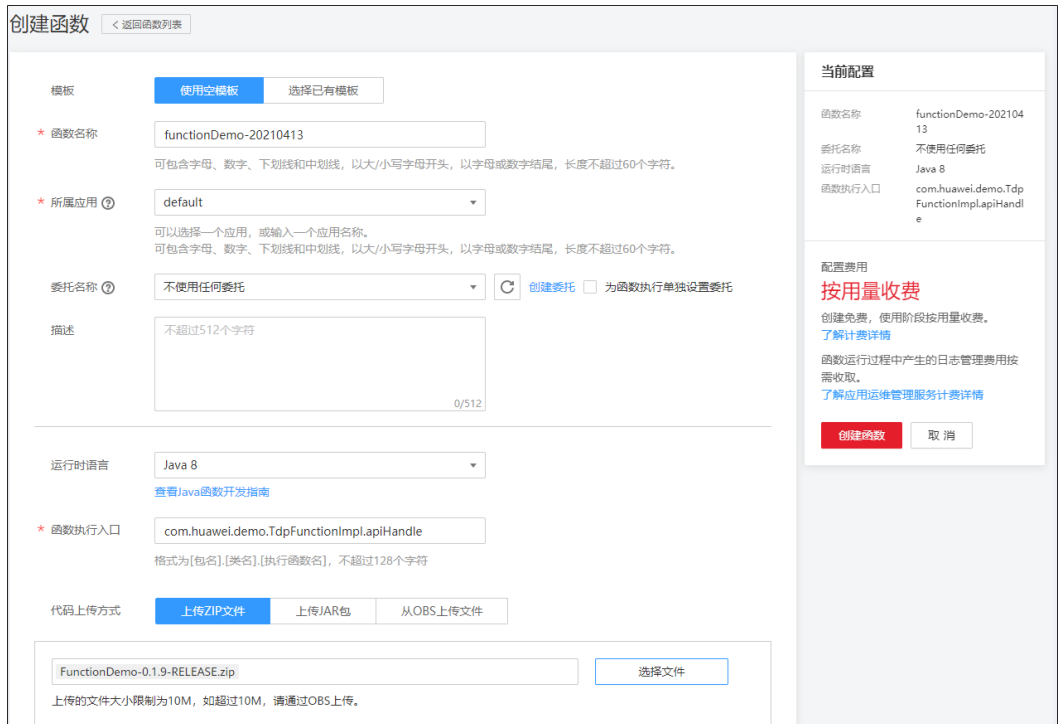 创建函数
< 返回函数列表
模板
使用空模板
选择已有模板
* 函数名称
functionDemo-20210413
可包含字母、数字、下划线和中划线，以大/小写字母开头，以字母或数字结尾，长度不超过60个字符。
* 所属应用 ?
default
可以选择一个应用，或输入一个应用名称。
可包含字母、数字、下划线和中划线，以大/小写字母开头，以字母或数字结尾，长度不超过60个字符。
委托名称 ?
不使用任何委托
创建委托
为函数执行单独设置委托
描述
不超过512个字符
0/512
运行时语言
Java 8
查看Java函数开发指南
* 函数执行入口
com.huawei.demo.TdpFunctionImpl.apiHandle
格式为[包名].[类名].[执行函数名]，不超过128个字符
代码上传方式
上传ZIP文件
上传JAR包
从OBS上传文件
FunctionDemo-0.1.9-RELEASE.zip
选择文件
上传的文件大小限制为10M，如超过10M，请通过OBS上传。
当前配置
函数名称
functionDemo-202104
13
委托名称
不使用任何委托
运行时语言
Java 8
函数执行入口
com.huawei.demo.Tdp
FunctionImpl.apiHandl
e
配置费用
按用量收费
创建免费，使用阶段按用量收费。
了解计费详情
函数运行过程中产生的日志管理费用按
需收取。
了解应用运维管理服务计费详情
创建函数
取 消